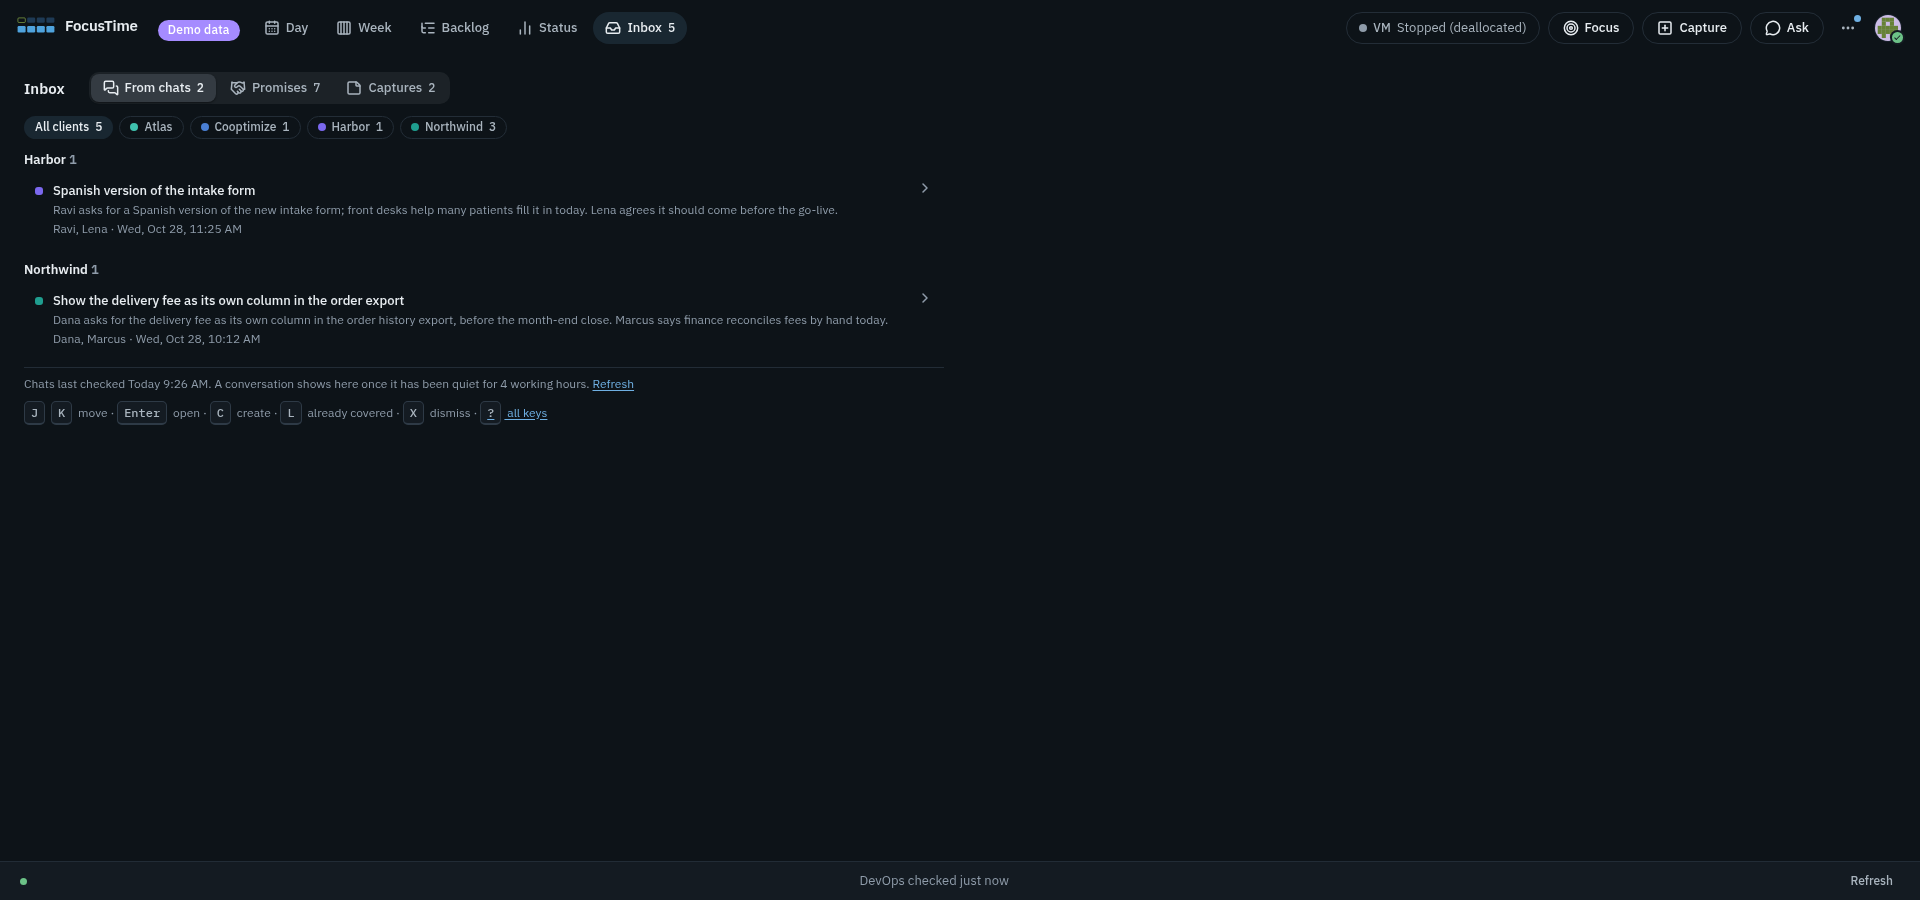 FocusTime
Demo data
Day
Week
Backlog
Status
Inbox 5
VM Stopped (deallocated)
Focus
Capture
Ask
Inbox
From chats 2
Promises 7
Captures 2
All clients 5
Atlas
Cooptimize 1
Harbor 1
Northwind 3
Harbor 1
Spanish version of the intake form
Ravi asks for a Spanish version of the new intake form; front desks help many patients fill it in today. Lena agrees it should come before the go-live.
Ravi, Lena · Wed, Oct 28, 11:25 AM
Northwind 1
Show the delivery fee as its own column in the order export
Dana asks for the delivery fee as its own column in the order history export, before the month-end close. Marcus says finance reconciles fees by hand today.
Dana, Marcus · Wed, Oct 28, 10:12 AM
Chats last checked Today 9:26 AM. A conversation shows here once it has been quiet for 4 working hours. Refresh
J K move · Enter open · C create · L already covered · X dismiss · ? all keys
DevOps checked just now
Refresh